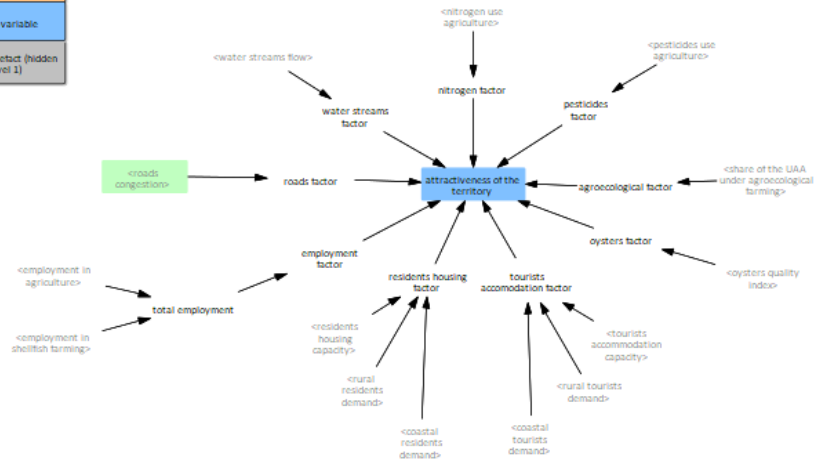 variable
(hidden
1)
<nitrogen use
agriculture>
<water streams flow>
<pesticides use
agriculture>
nitrogen factor
water streams
factor
pesticides
factor
<roads
congestion>
roads factor
attractiveness of the
territory
agroecological factor
<share of the UAA
under agroecological
farming>
employment
factor
oysters factor
<employment in
agriculture>
residents housing
factor
tourists
accomodation factor
<oysters quality
index>
total employment
<employment in
shellfish farming>
<residents
housing
capacity>
<tourists
accommodation
capacity>
<rural
residents
demand>
<rural tourists
demand>
<coastal
residents
demand>
<coastal
tourists
demand>